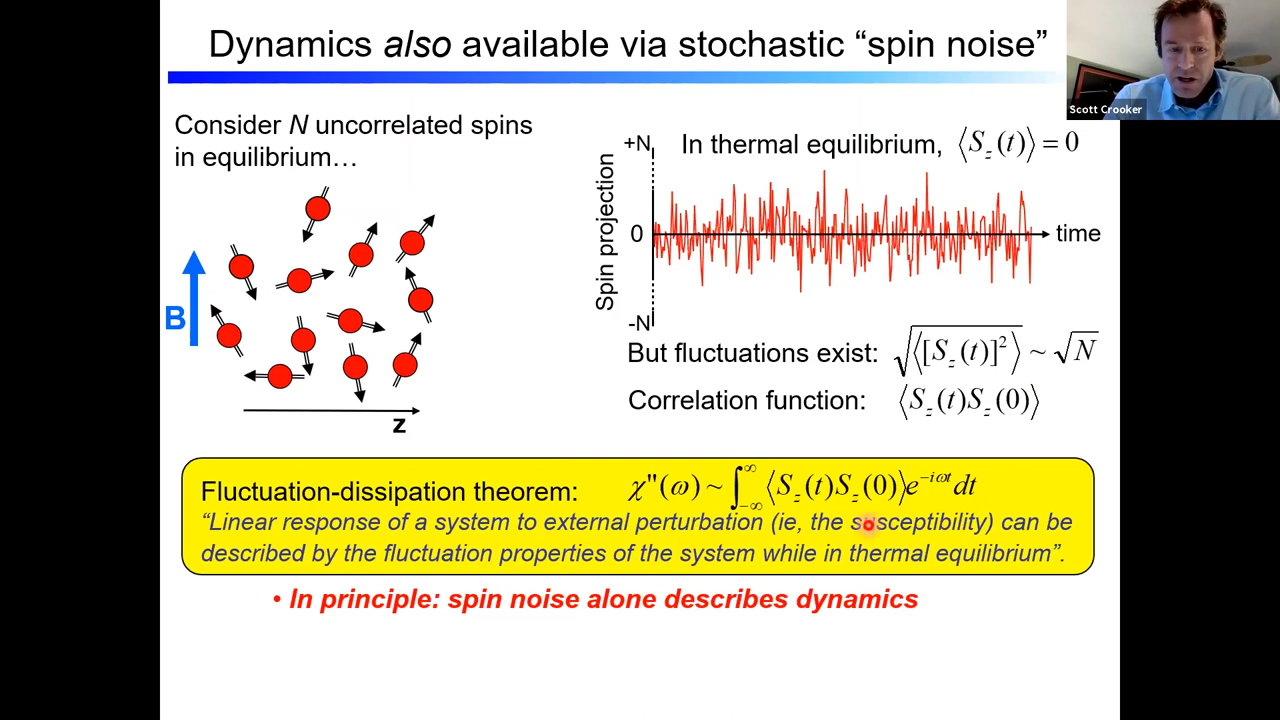 Dynamics also available via stochastic “spin noise”
Scott Crooker
Consider N uncorrelated spins
in equilibrium…
B
z
+N
In thermal equilibrium, ⟨S_z(t)⟩ = 0
Spin projection
0
time
-N
But fluctuations exist: √⟨[S_z(t)]²⟩ ~ √N
Correlation function: ⟨S_z(t)S_z(0)⟩
Fluctuation-dissipation theorem: χ"(ω) ~ ∫_{-∞}^{∞} ⟨S_z(t)S_z(0)⟩e^{-iωt}dt
“Linear response of a system to external perturbation (ie, the susceptibility) can be
described by the fluctuation properties of the system while in thermal equilibrium”.
• In principle: spin noise alone describes dynamics